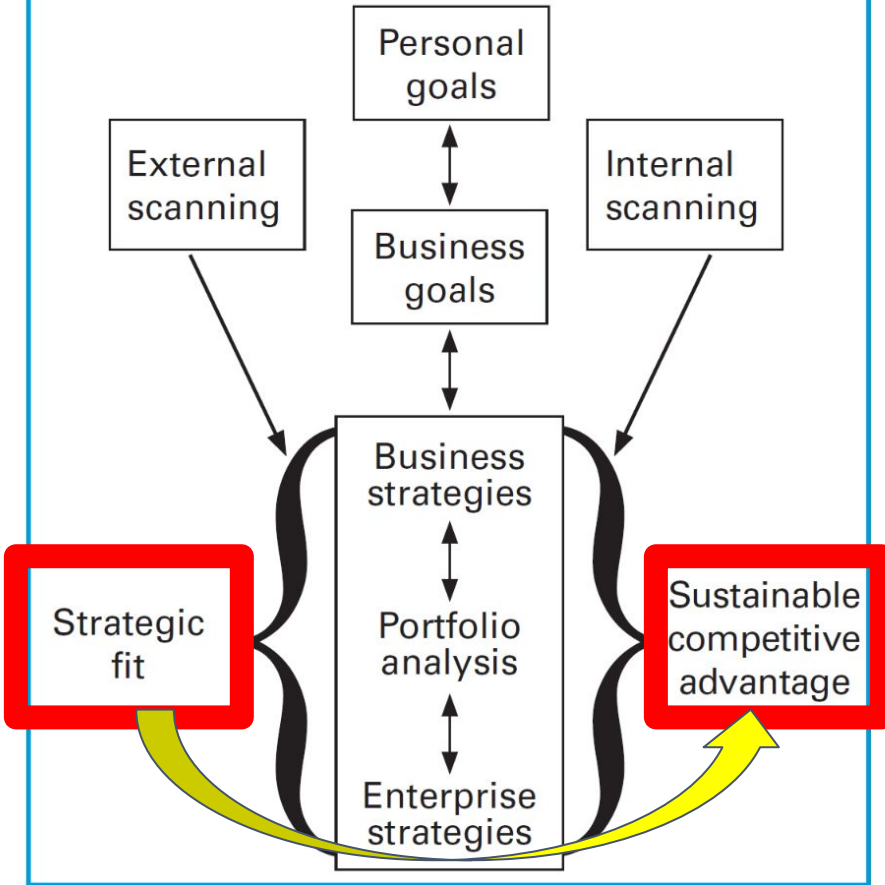 Personal
goals
External
scanning
Internal
scanning
Business
goals
Business
strategies
Strategic
fit
Portfolio
analysis
Sustainable
competitive
advantage
Enterprise
strategies